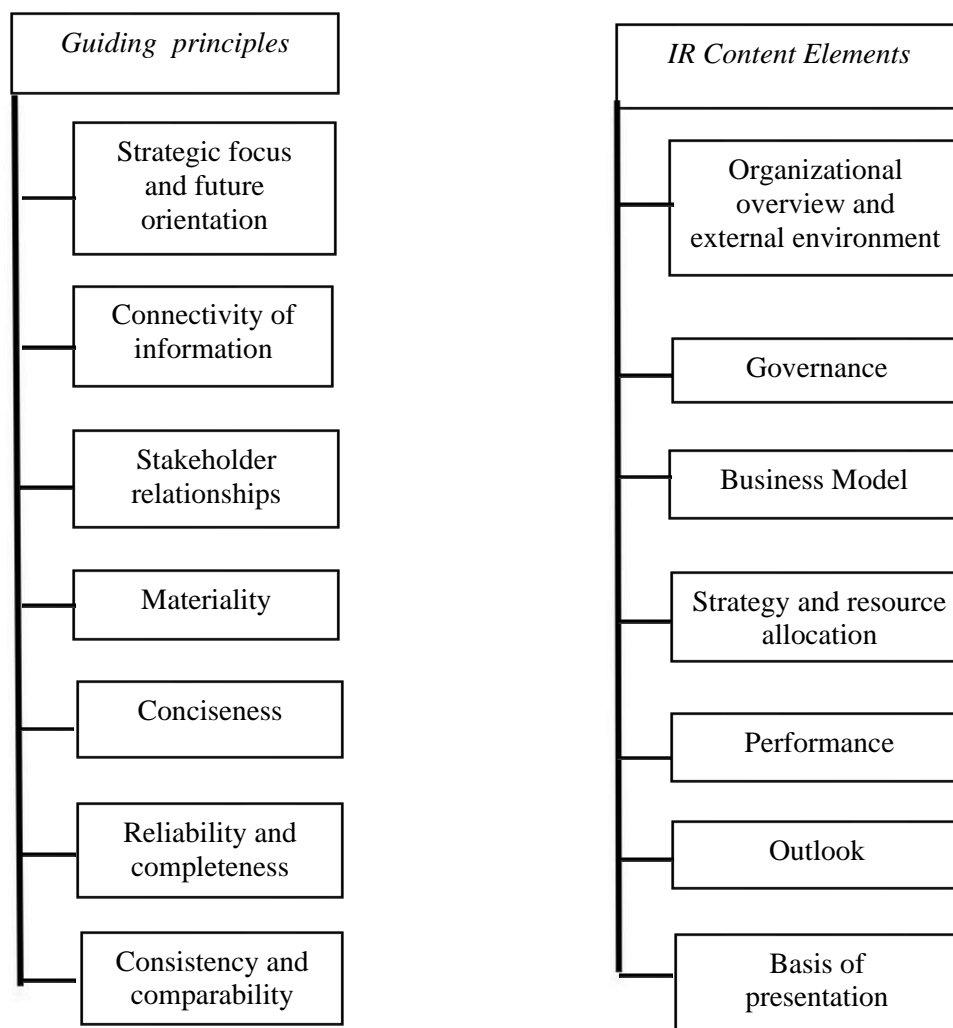 Guiding principles
Strategic focus
and future
orientation
Connectivity of
information
Stakeholder
relationships
Materiality
Conciseness
Reliability and
completeness
Consistency and
comparability
IR Content Elements
Organizational
overview and
external environment
Governance
Business Model
Strategy and resource
allocation
Performance
Outlook
Basis of
presentation